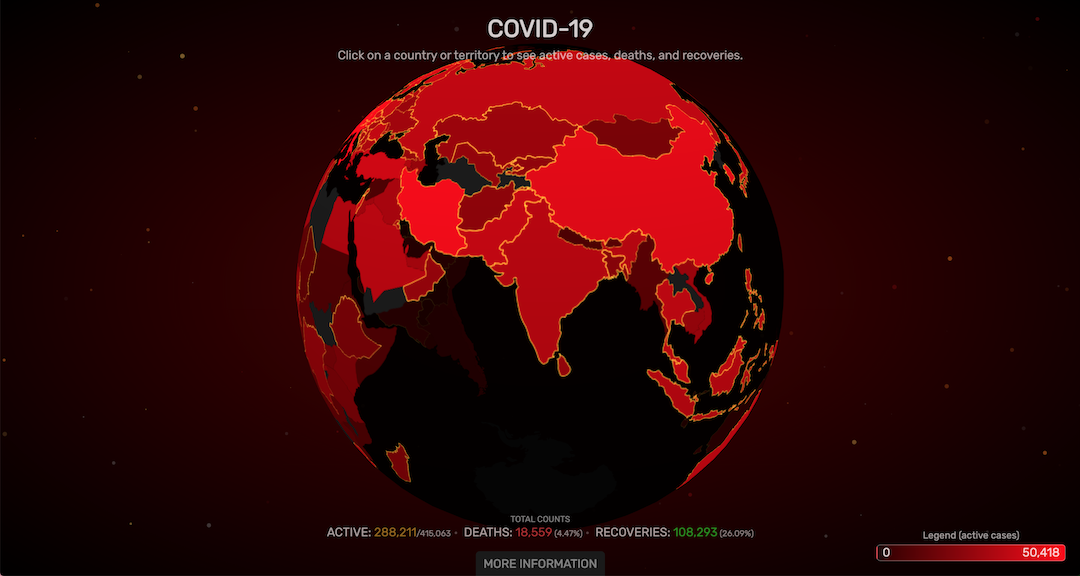 COVID-19
Click on a country or territory to see active cases, deaths, and recoveries.
TOTAL COUNTS
ACTIVE: 288,211/415,063 · DEATHS: 18,559 (4.47%) · RECOVERIES: 108,293 (26.09%)
MORE INFORMATION
Legend (active cases)
0 50,418